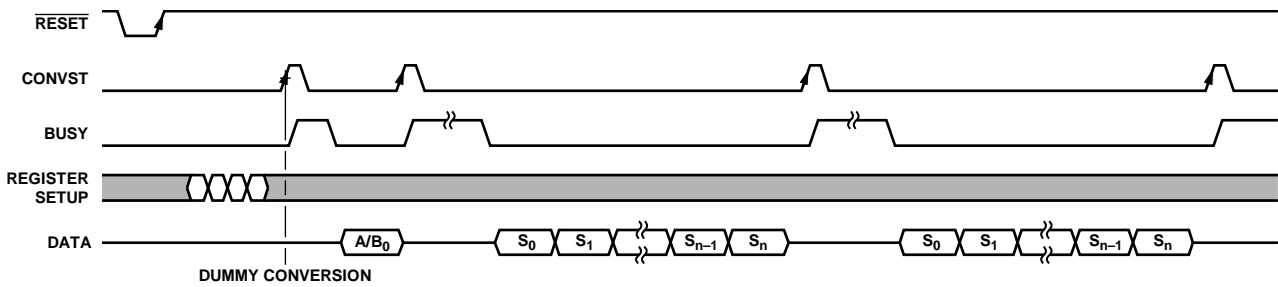 RESET
CONVST
BUSY
REGISTER
SETUP
DATA
A/B₀ S₀ S₁ Sₙ₋₁ Sₙ S₀ S₁ Sₙ₋₁ Sₙ
DUMMY CONVERSION